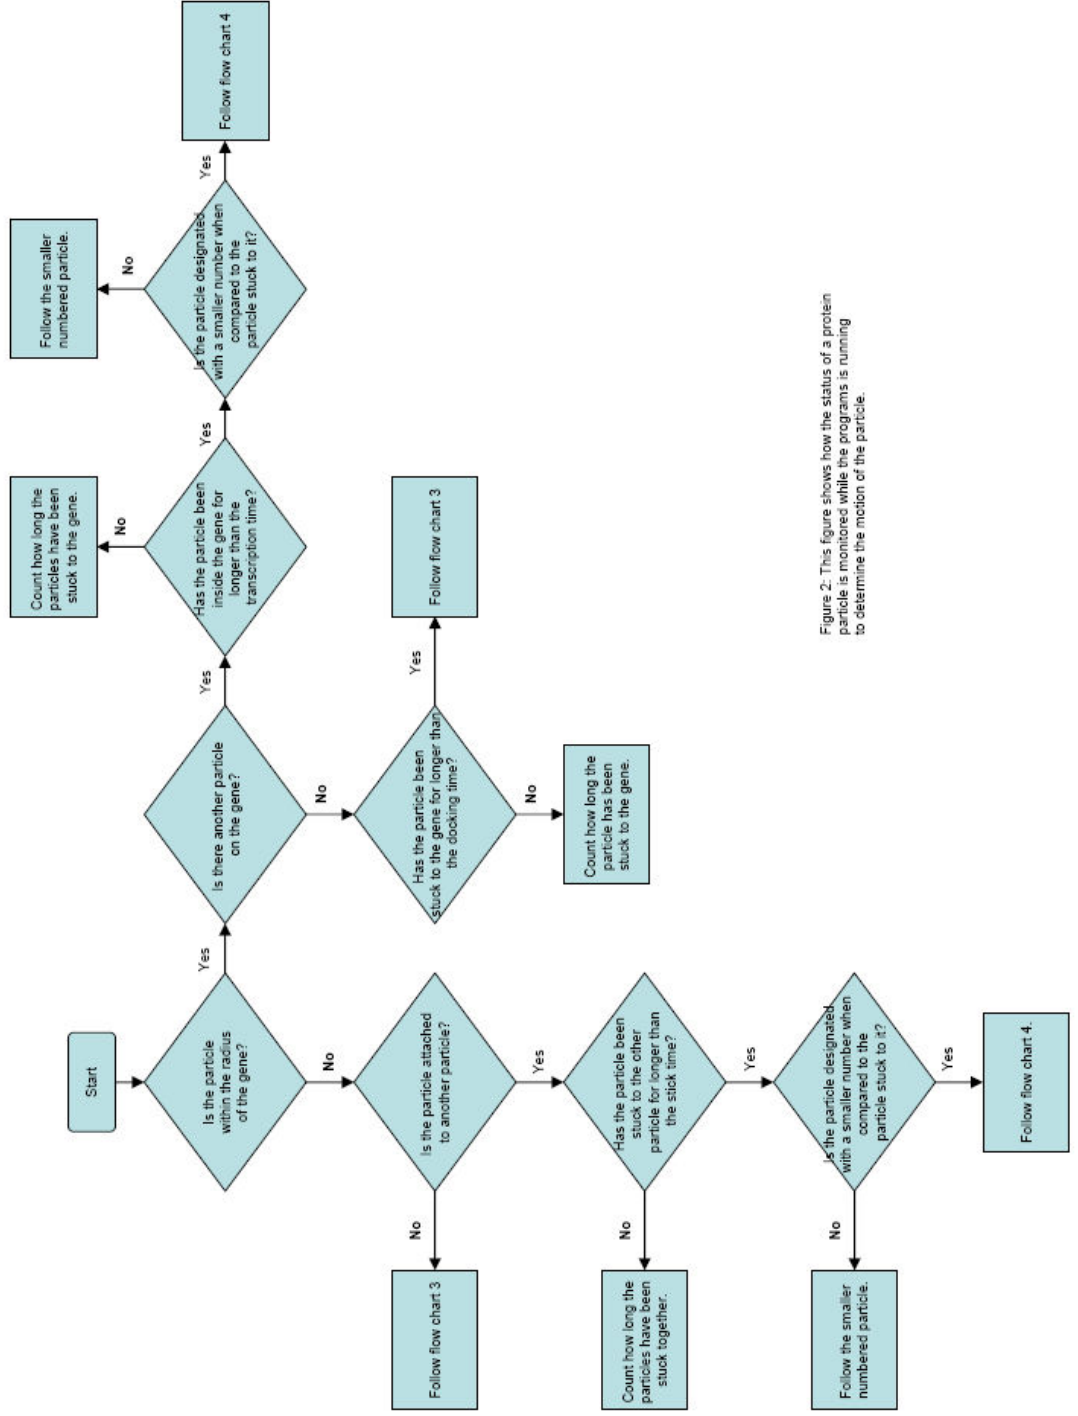 Start
Is the particle
within the radius
of the gene?
Yes
No
Is there another particle
on the gene?
Yes
No
Has the particle been
inside the gene for
longer than the
transcription time?
Yes
No
Count how long the
particles have been
stuck to the gene.
Is the particle designated
with a smaller number when
compared to the
particle stuck to it?
Yes
No
Follow the smaller
numbered particle.
Follow flow chart 4
Has the particle been
stuck to the gene for longer than
the docking time?
Yes
No
Follow flow chart 3
Count how long the
particle has been
stuck to the gene.
Is the particle attached
to another particle?
No
Yes
Follow flow chart 3
Has the particle been
stuck to the other
particle for longer than
the stick time?
No
Yes
Count how long the
particles have been
stuck together.
Is the particle designated
with a smaller number when
compared to the
particle stuck to it?
No
Yes
Follow the smaller
numbered particle.
Follow flow chart 4.
Figure 2: This figure shows how the status of a protein
particle is monitored while the programs is running
to determine the motion of the particle.